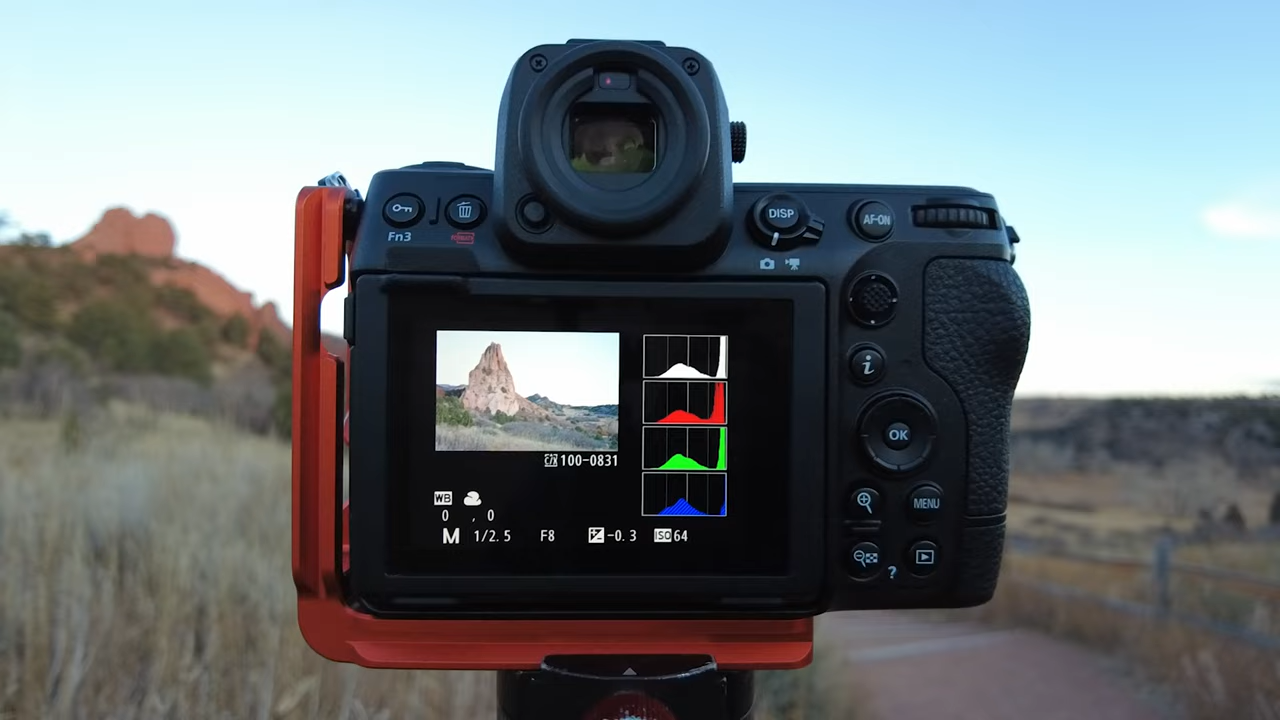 DISP
AF-ON
Fn3
i
100-0831
OK
WB
0 , 0
MENU
M 1/2.5 F8 -0.3 ISO 64
?